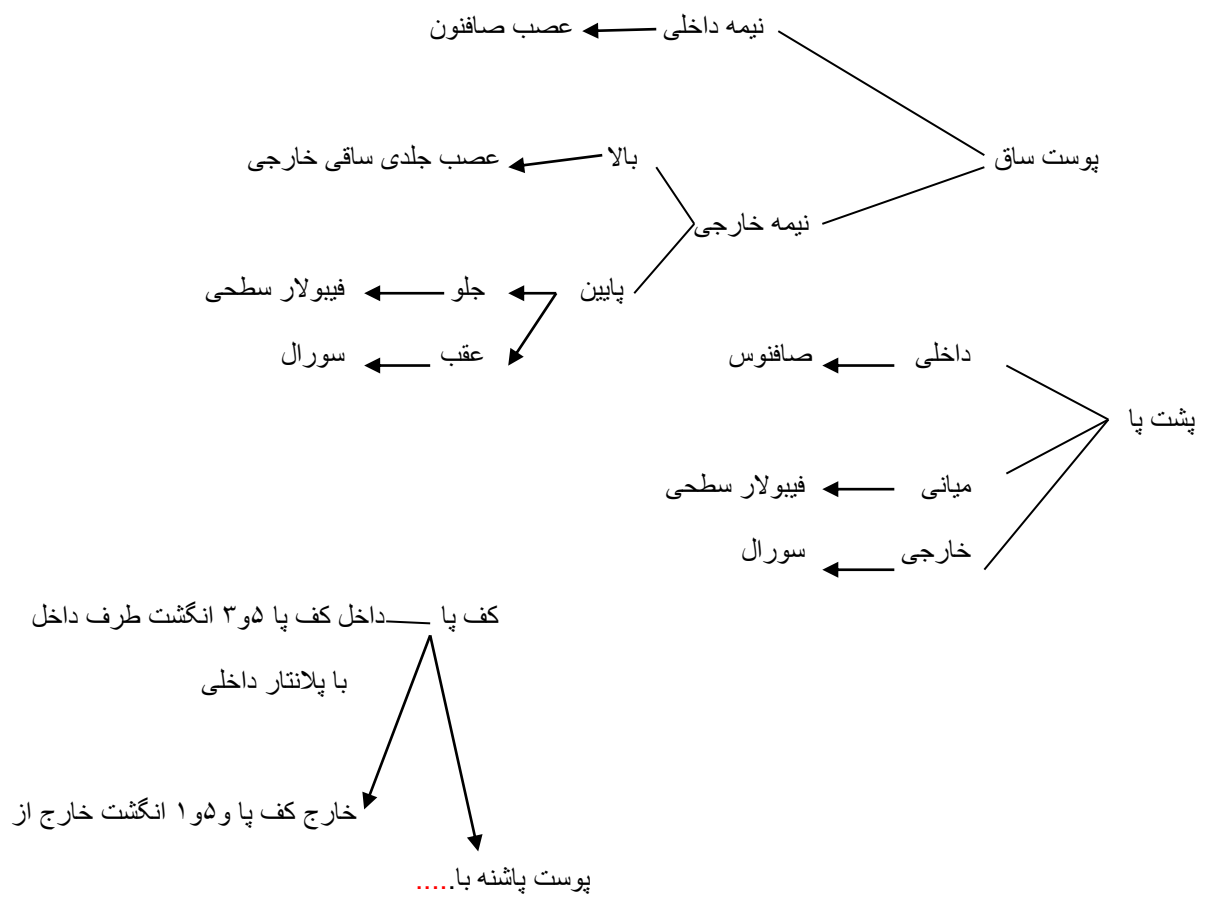 نیمه داخلی عصب صافنون
پوست ساق بالا عصب جلدی ساقی خارجی
نیمه خارجی
پایین جلو فیبولار سطحی
عقب سورال
داخلی صافنوس
پشت پا
میانی فیبولار سطحی
خارجی سورال
کف پا داخل کف پا ۵و۳ انگشت طرف داخل
با پلانتار داخلی
خارج کف پا و۵و۱ انگشت خارج از
پوست پاشنه با.....